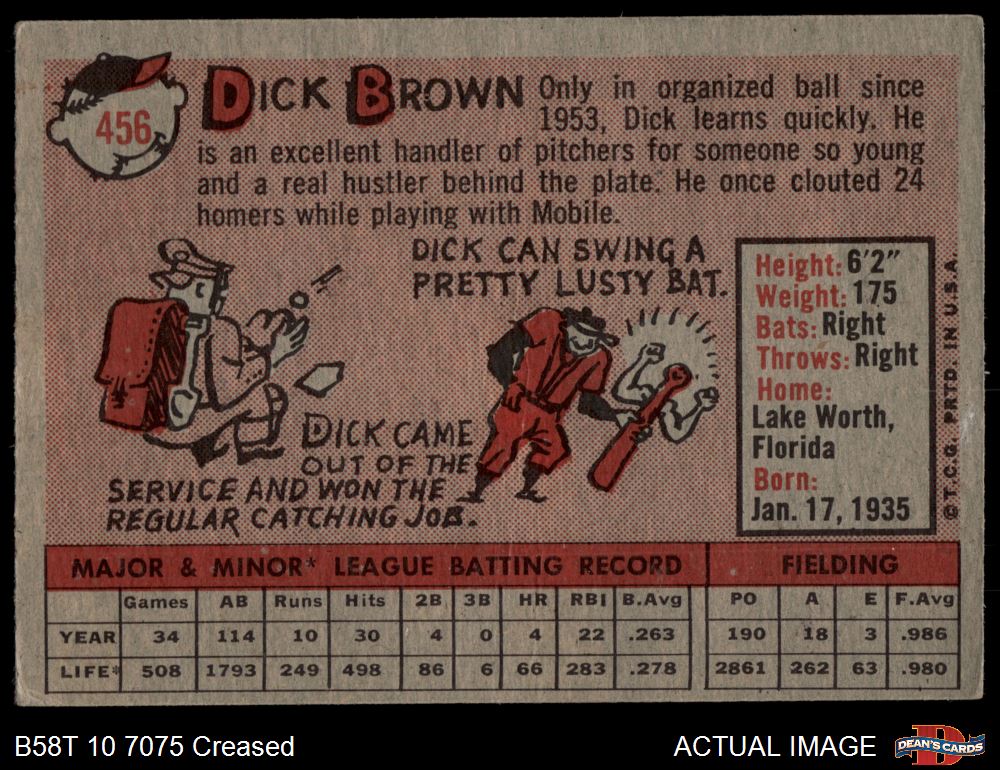 456
DICK BROWN
Only in organized ball since
1953, Dick learns quickly. He
is an excellent handler of pitchers for someone so young
and a real hustler behind the plate. He once clouted 24
homers while playing with Mobile.
DICK CAN SWING A
PRETTY LUSTY BAT.
DICK CAME
OUT OF THE
SERVICE AND WON THE
REGULAR CATCHING JOB.
Height: 6'2"
Weight: 175
Bats: Right
Throws: Right
Home:
Lake Worth,
Florida
Born:
Jan. 17, 1935
© T.C.G. PRTD. IN U.S.A.
MAJOR & MINOR* LEAGUE BATTING RECORD FIELDING
Games AB Runs Hits 2B 3B HR RBI B.Avg PO A E F.Avg
YEAR 34 114 10 30 4 0 4 22 .263 190 18 3 .986
LIFE* 508 1793 249 498 86 6 66 283 .278 2861 262 63 .980
B58T 10 7075 Creased
ACTUAL IMAGE
B
DEAN'S CARDS